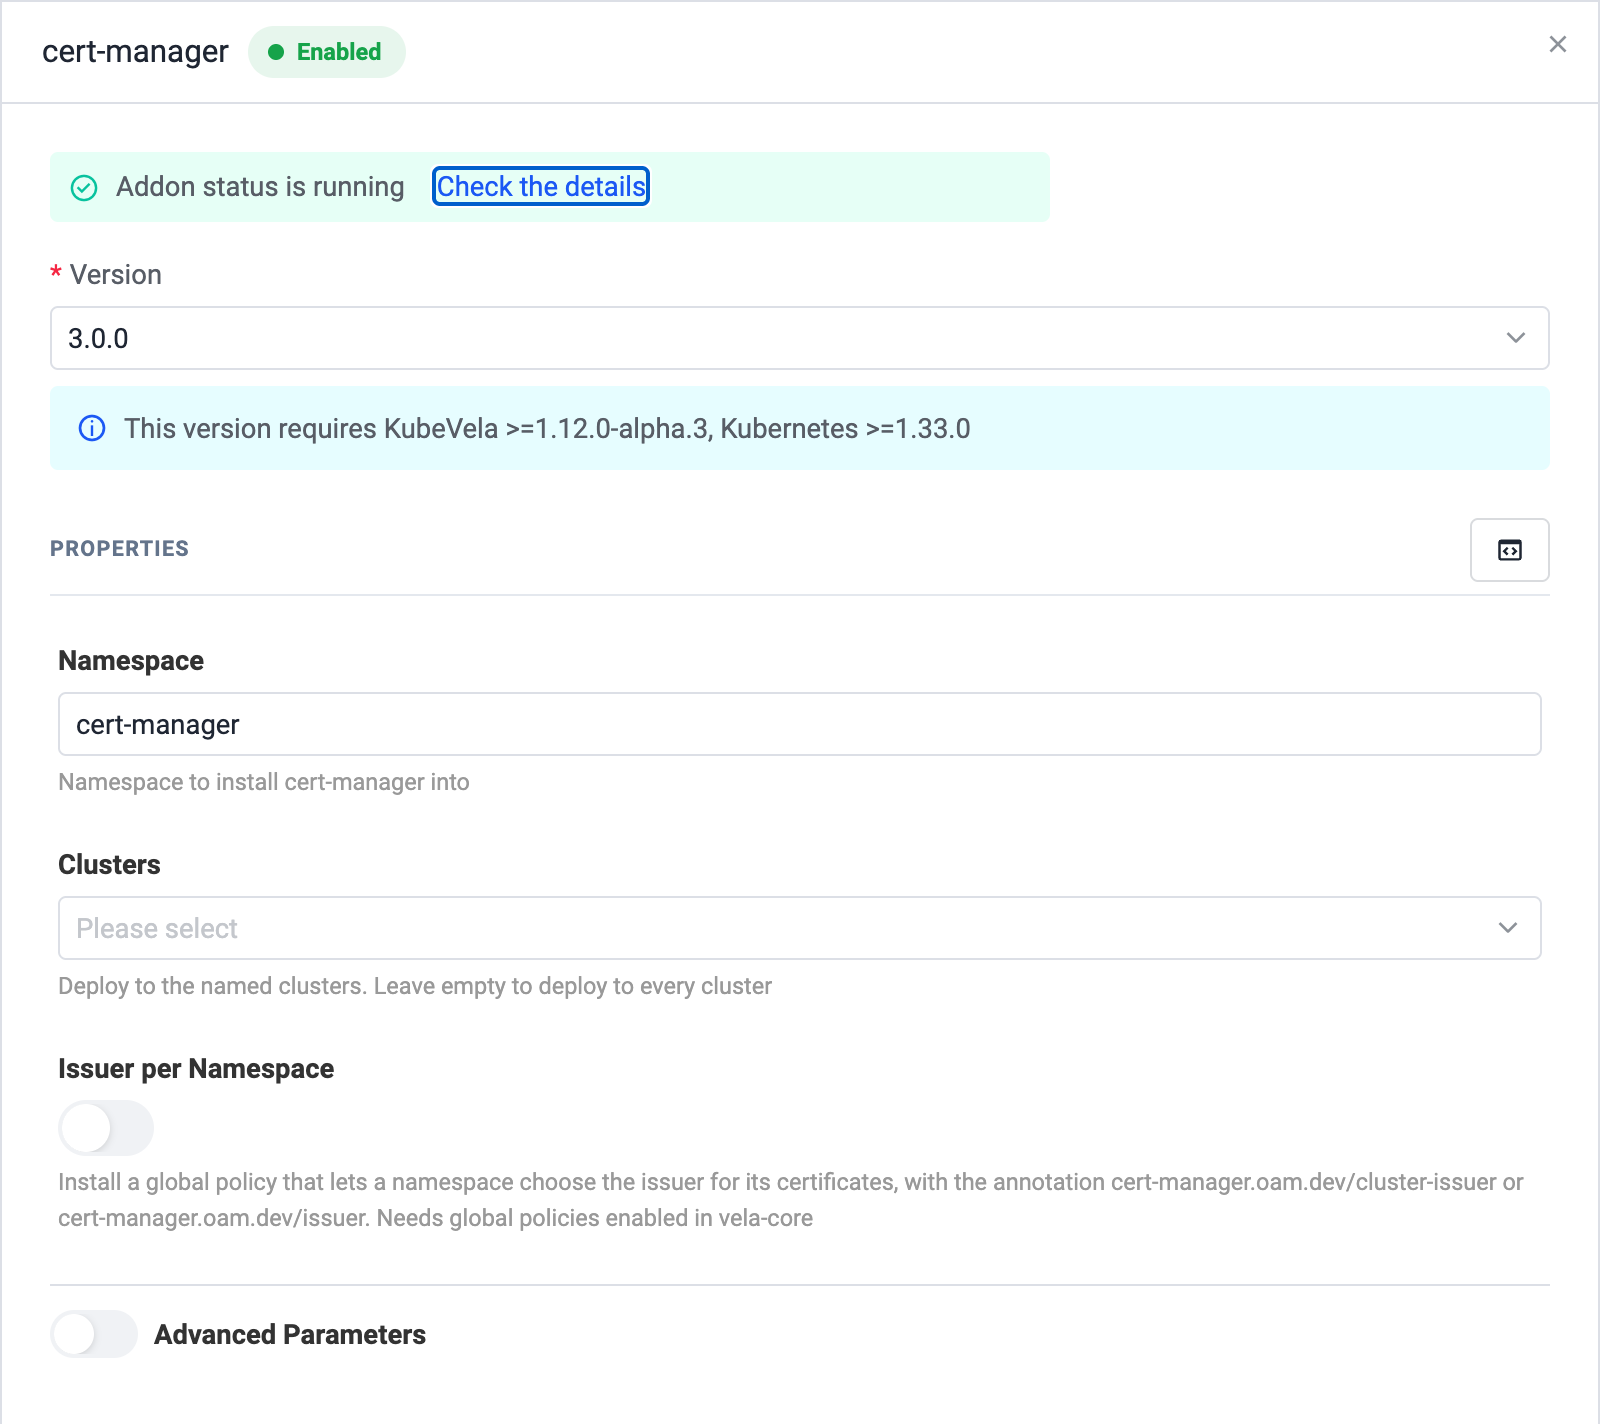 cert-manager Enabled
Addon status is running Check the details
* Version
3.0.0
This version requires KubeVela >=1.12.0-alpha.3, Kubernetes >=1.33.0
PROPERTIES
Namespace
cert-manager
Namespace to install cert-manager into
Clusters
Please select
Deploy to the named clusters. Leave empty to deploy to every cluster
Issuer per Namespace
Install a global policy that lets a namespace choose the issuer for its certificates, with the annotation cert-manager.oam.dev/cluster-issuer or
cert-manager.oam.dev/issuer. Needs global policies enabled in vela-core
Advanced Parameters